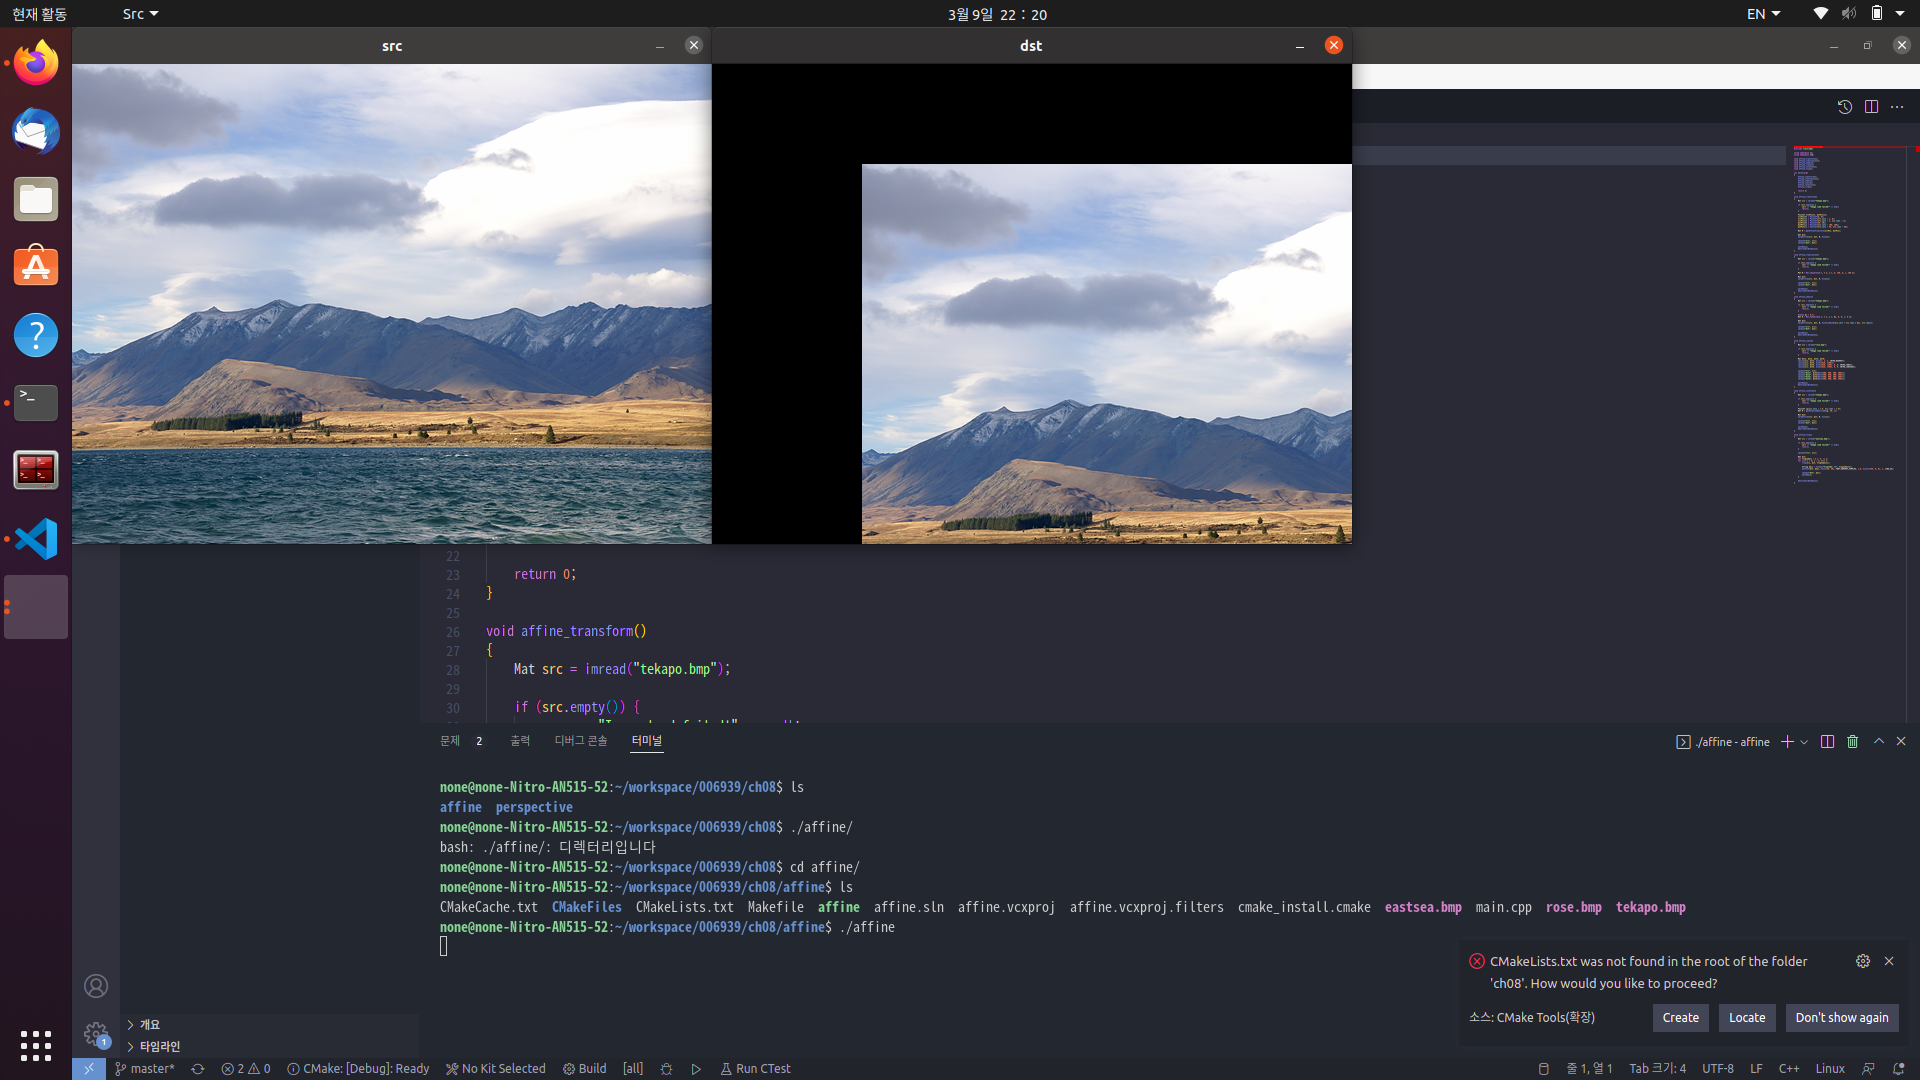 현재 활동
Src
3월 9일 22 : 20
EN
src
dst
22
23 return 0;
24 }
25
26 void affine_transform()
27 {
28 Mat src = imread("tekapo.bmp");
29
30 if (src.empty()) {
문제 2 출력 디버그 콘솔 터미널
./affine - affine
none@none-Nitro-AN515-52:~/workspace/006939/ch08$ ls
affine perspective
none@none-Nitro-AN515-52:~/workspace/006939/ch08$ ./affine/
bash: ./affine/: 디렉터리입니다
none@none-Nitro-AN515-52:~/workspace/006939/ch08$ cd affine/
none@none-Nitro-AN515-52:~/workspace/006939/ch08/affine$ ls
CMakeCache.txt CMakeFiles CMakeLists.txt Makefile affine affine.sln affine.vcxproj affine.vcxproj.filters cmake_install.cmake eastsea.bmp main.cpp rose.bmp tekapo.bmp
none@none-Nitro-AN515-52:~/workspace/006939/ch08/affine$ ./affine
CMakeLists.txt was not found in the root of the folder
'ch08'. How would you like to proceed?
소스: CMake Tools(확장)
Create
Locate
Don't show again
1
개요
타임라인
master* 2 0 CMake: [Debug]: Ready No Kit Selected Build [all] Run CTest
줄 1, 열 1 Tab 크기: 4 UTF-8 LF C++ Linux